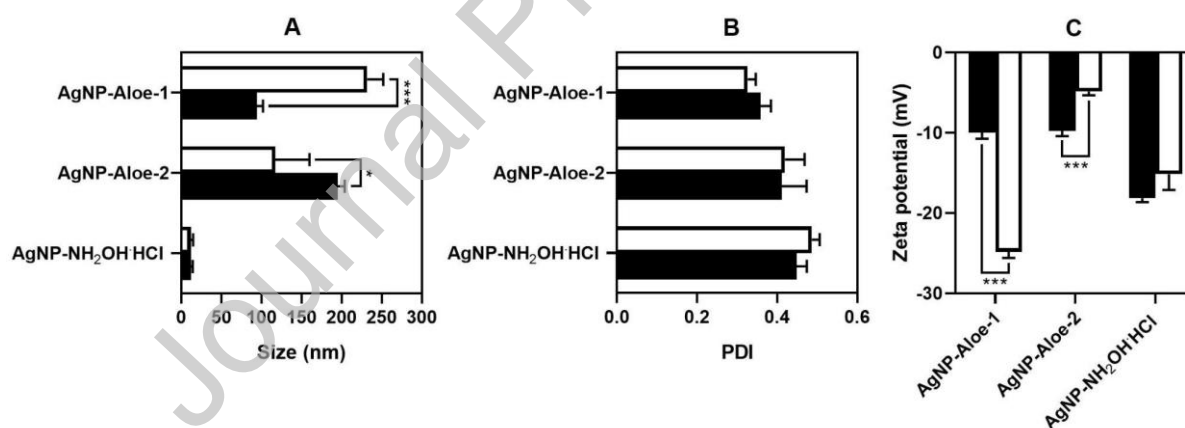 A
AgNP-Aloe-1
***
AgNP-Aloe-2
*
AgNP-NH₂OH·HCl
0 50 100 150 200 250 300
Size (nm)
B
AgNP-Aloe-1
AgNP-Aloe-2
AgNP-NH₂OH·HCl
0.0 0.2 0.4 0.6
PDI
C
Zeta potential (mV)
0
-10
-20
-30
***
***
AgNP-Aloe-1
AgNP-Aloe-2
AgNP-NH₂OH·HCl
Journal P